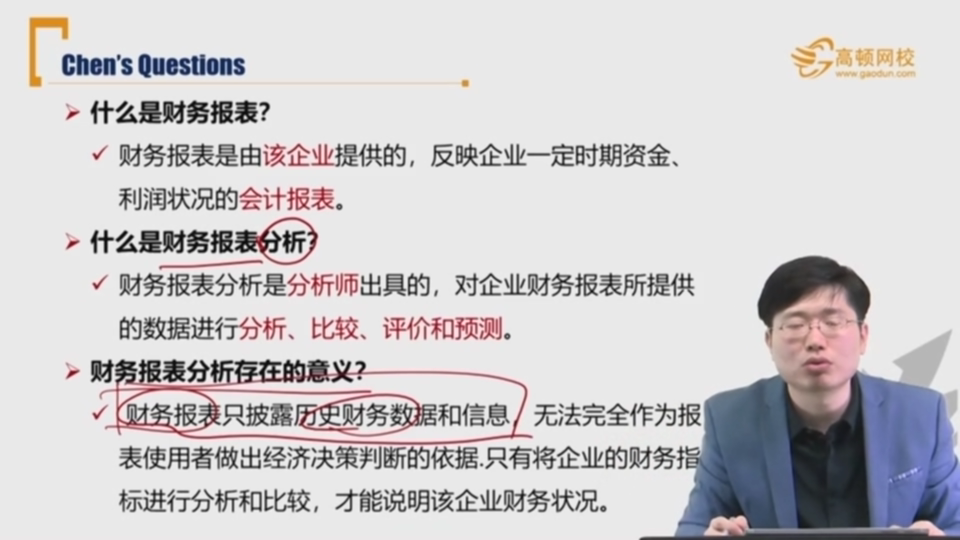 Chen's Questions
高顿网校
www.gaodun.com
什么是财务报表?
财务报表是由该企业提供的，反映企业一定时期资金、
利润状况的会计报表。
什么是财务报表分析?
财务报表分析是分析师出具的，对企业财务报表所提供
的数据进行分析、比较、评价和预测。
财务报表分析存在的意义?
财务报表只披露历史财务数据和信息，无法完全作为报
表使用者做出经济决策判断的依据.只有将企业的财务指
标进行分析和比较，才能说明该企业财务状况。